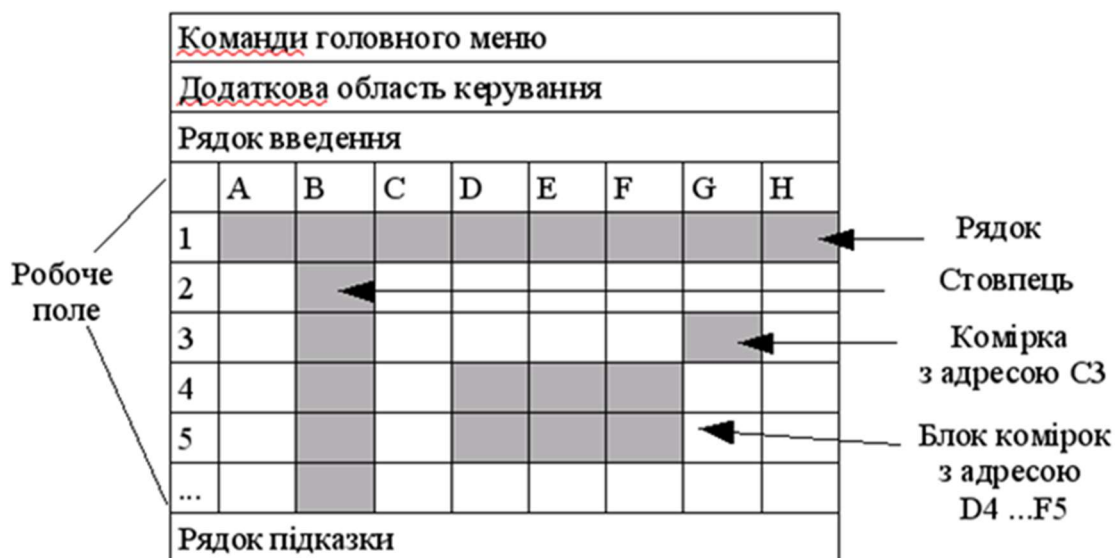 Команди головного меню
Додаткова область керування
Рядок введення
A B C D E F G H
1
2
3
4
5
...
Рядок підказки
Робоче
поле
Рядок
Стовпець
Комірка
з адресою C3
Блок комірок
з адресою
D4 ...F5